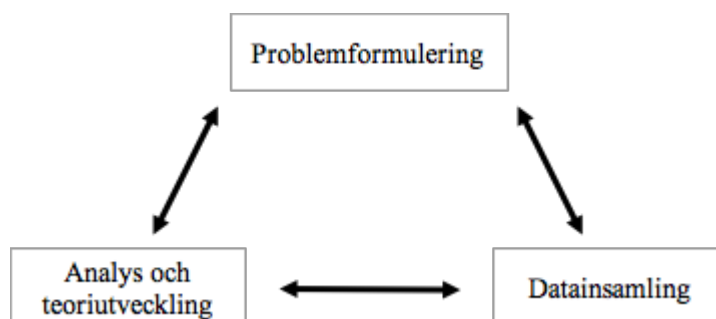 Problemformulering
Analys och
teoriutveckling
Datainsamling